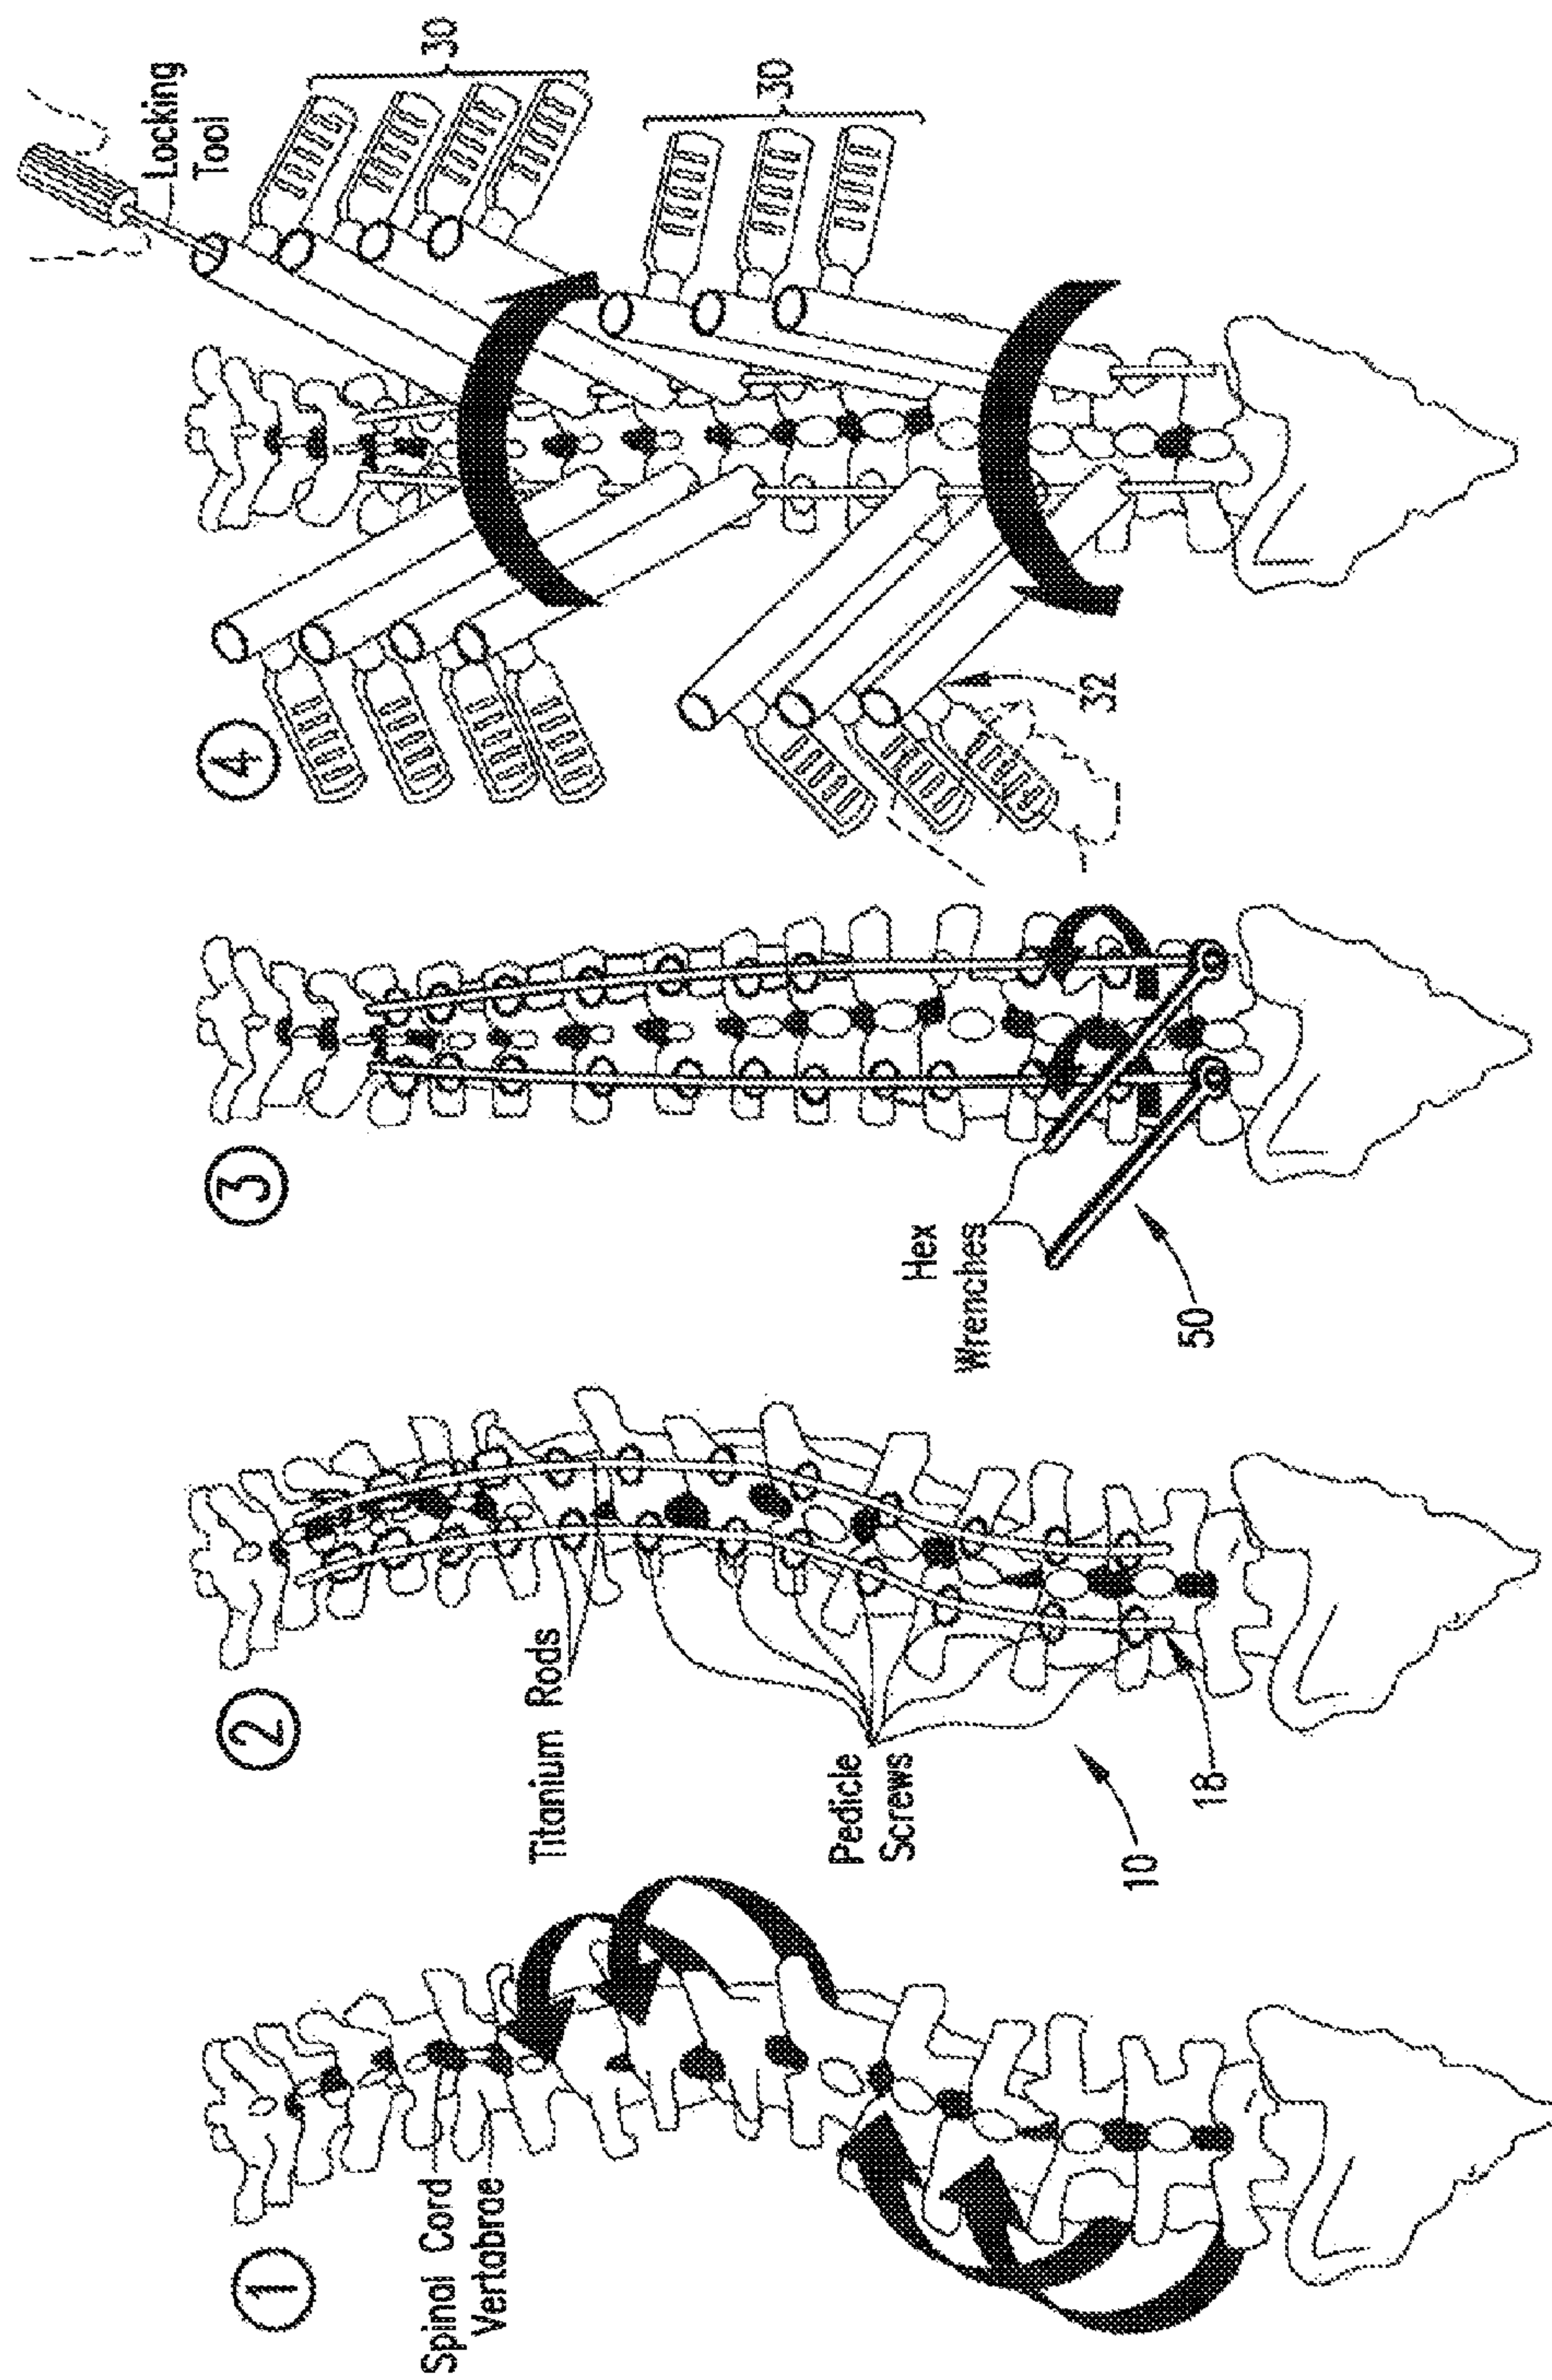 1
Spinal Cord
Vertabrae
2
Titanium Rods
Pedicle
Screws
10
18
3
Hex
Wrenches
50
4
Locking
Tool
30
30
32